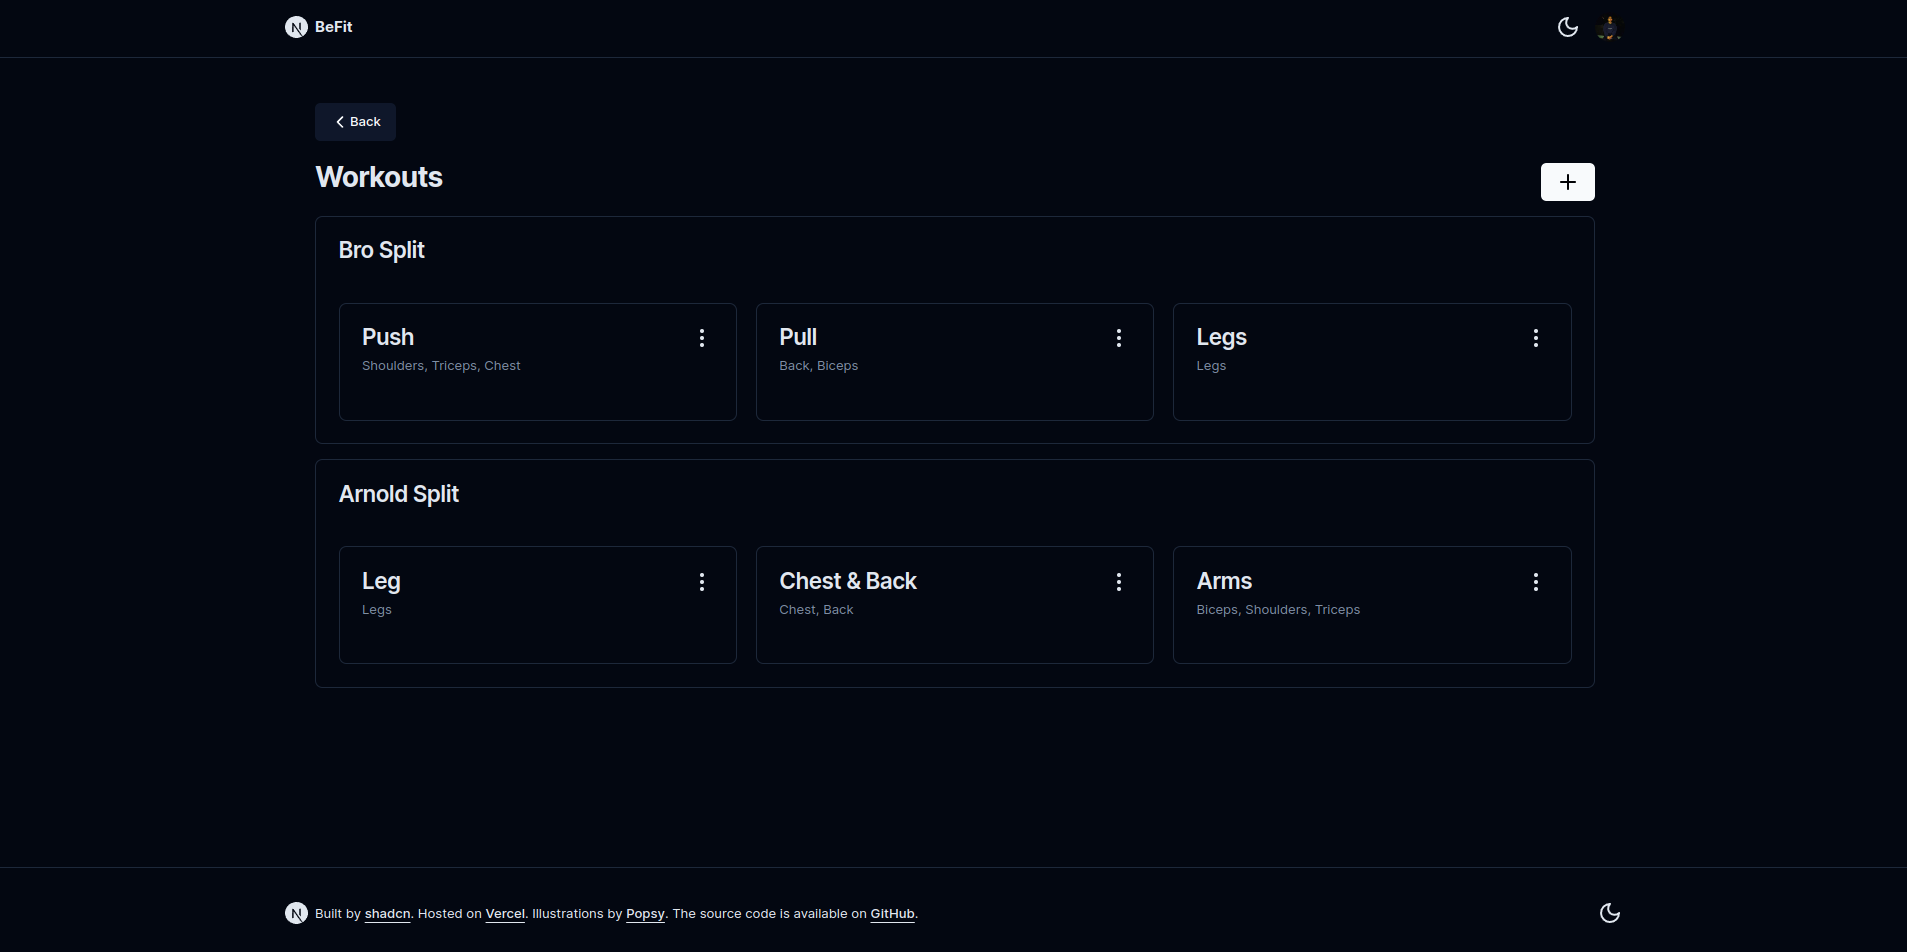 BeFit
Back
Workouts
Bro Split
Push
Shoulders, Triceps, Chest
Pull
Back, Biceps
Legs
Legs
Arnold Split
Leg
Legs
Chest & Back
Chest, Back
Arms
Biceps, Shoulders, Triceps
Built by shadcn. Hosted on Vercel. Illustrations by Popsy. The source code is available on GitHub.